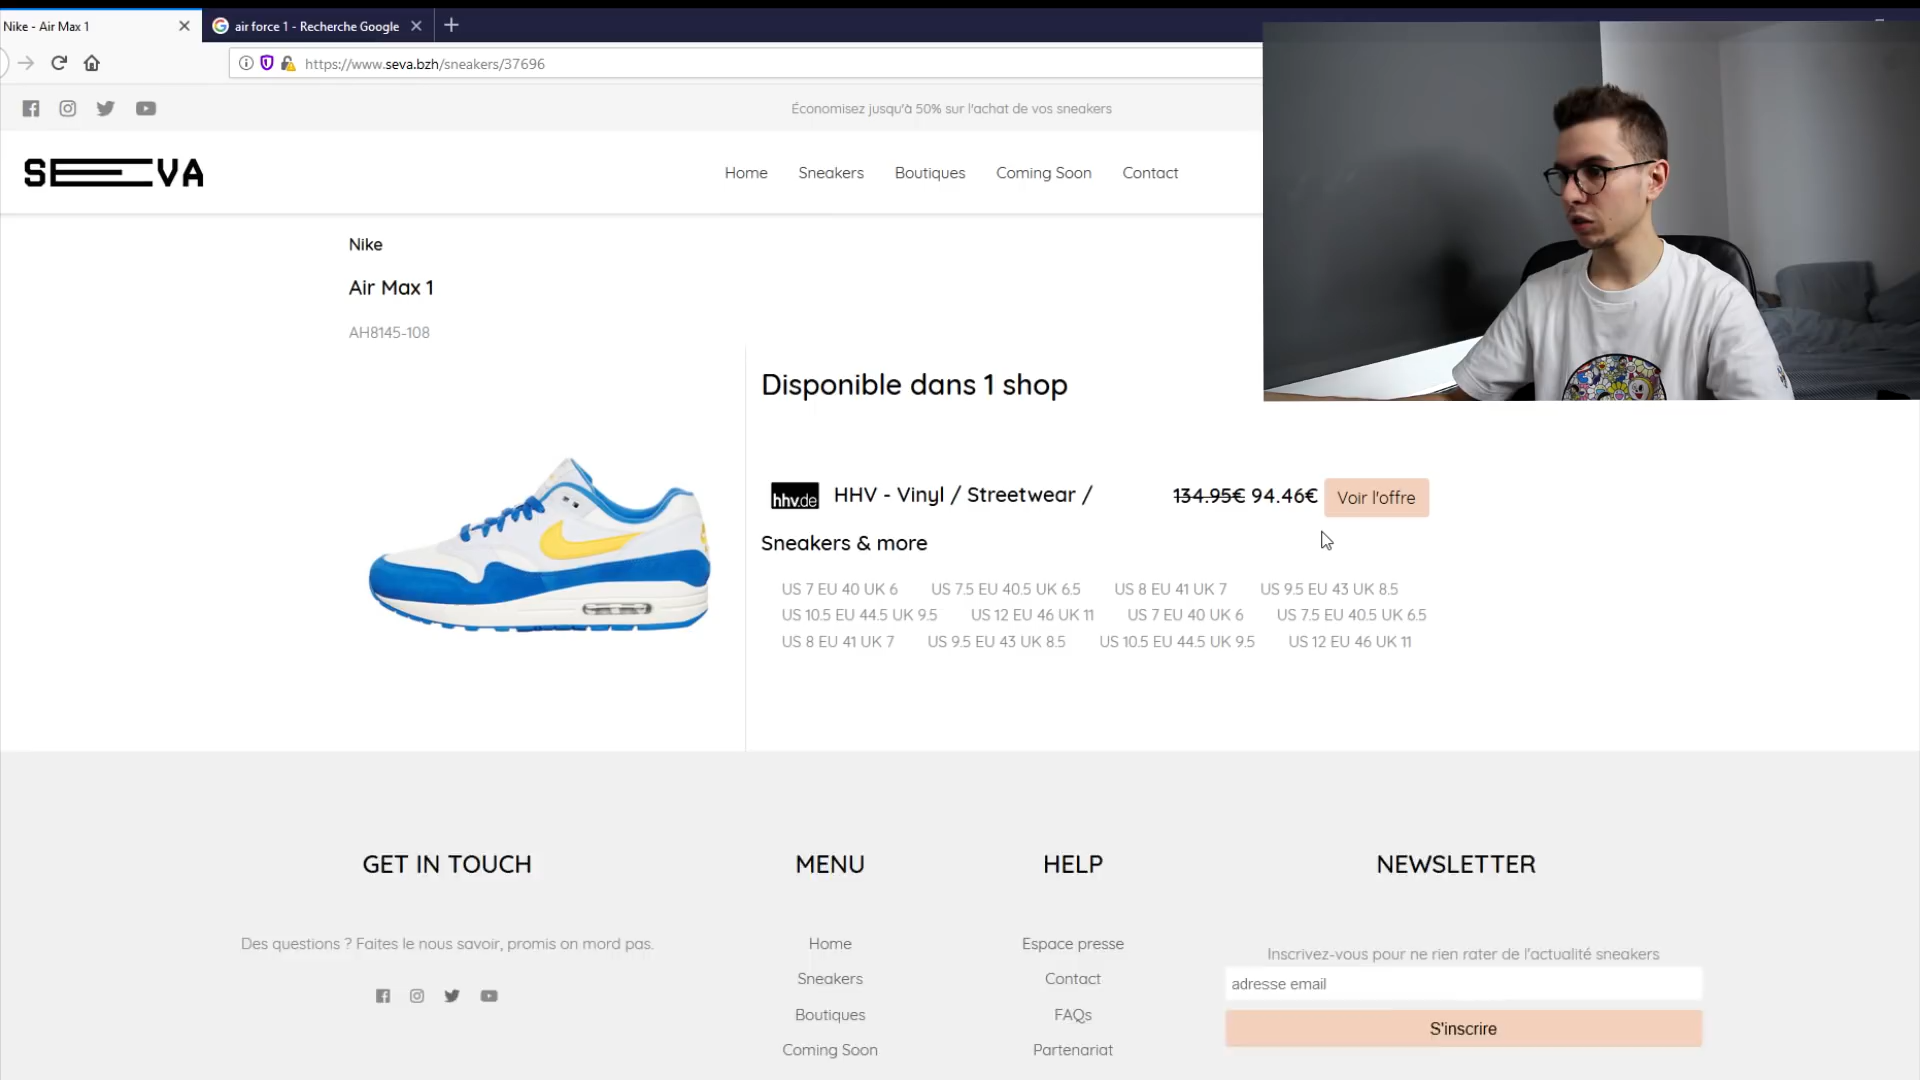 Nike - Air Max 1
air force 1 - Recherche Google
https://www.seva.bzh/sneakers/37696
Économisez jusqu'à 50% sur l'achat de vos sneakers
SEVA
Home Sneakers Boutiques Coming Soon Contact
Nike
Air Max 1
AH8145-108
Disponible dans 1 shop
hhv.de HHV - Vinyl / Streetwear / 134.95€ 94.46€ Voir l'offre
Sneakers & more
US 7 EU 40 UK 6 US 7.5 EU 40.5 UK 6.5 US 8 EU 41 UK 7 US 9.5 EU 43 UK 8.5
US 10.5 EU 44.5 UK 9.5 US 12 EU 46 UK 11 US 7 EU 40 UK 6 US 7.5 EU 40.5 UK 6.5
US 8 EU 41 UK 7 US 9.5 EU 43 UK 8.5 US 10.5 EU 44.5 UK 9.5 US 12 EU 46 UK 11
GET IN TOUCH
Des questions ? Faites le nous savoir, promis on mord pas.
MENU
Home
Sneakers
Boutiques
Coming Soon
HELP
Espace presse
Contact
FAQs
Partenariat
NEWSLETTER
Inscrivez-vous pour ne rien rater de l'actualité sneakers
adresse email
S'inscrire